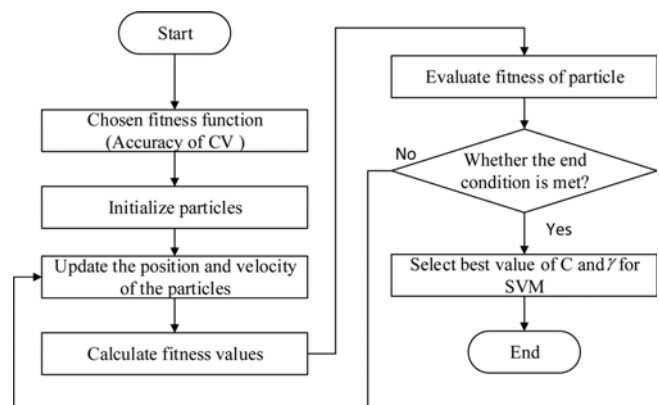 Start
Chosen fitness function
(Accuracy of CV )
Initialize particles
Update the position and velocity
of the particles
Calculate fitness values
Evaluate fitness of particle
No
Whether the end
condition is met?
Yes
Select best value of C and γ for
SVM
End